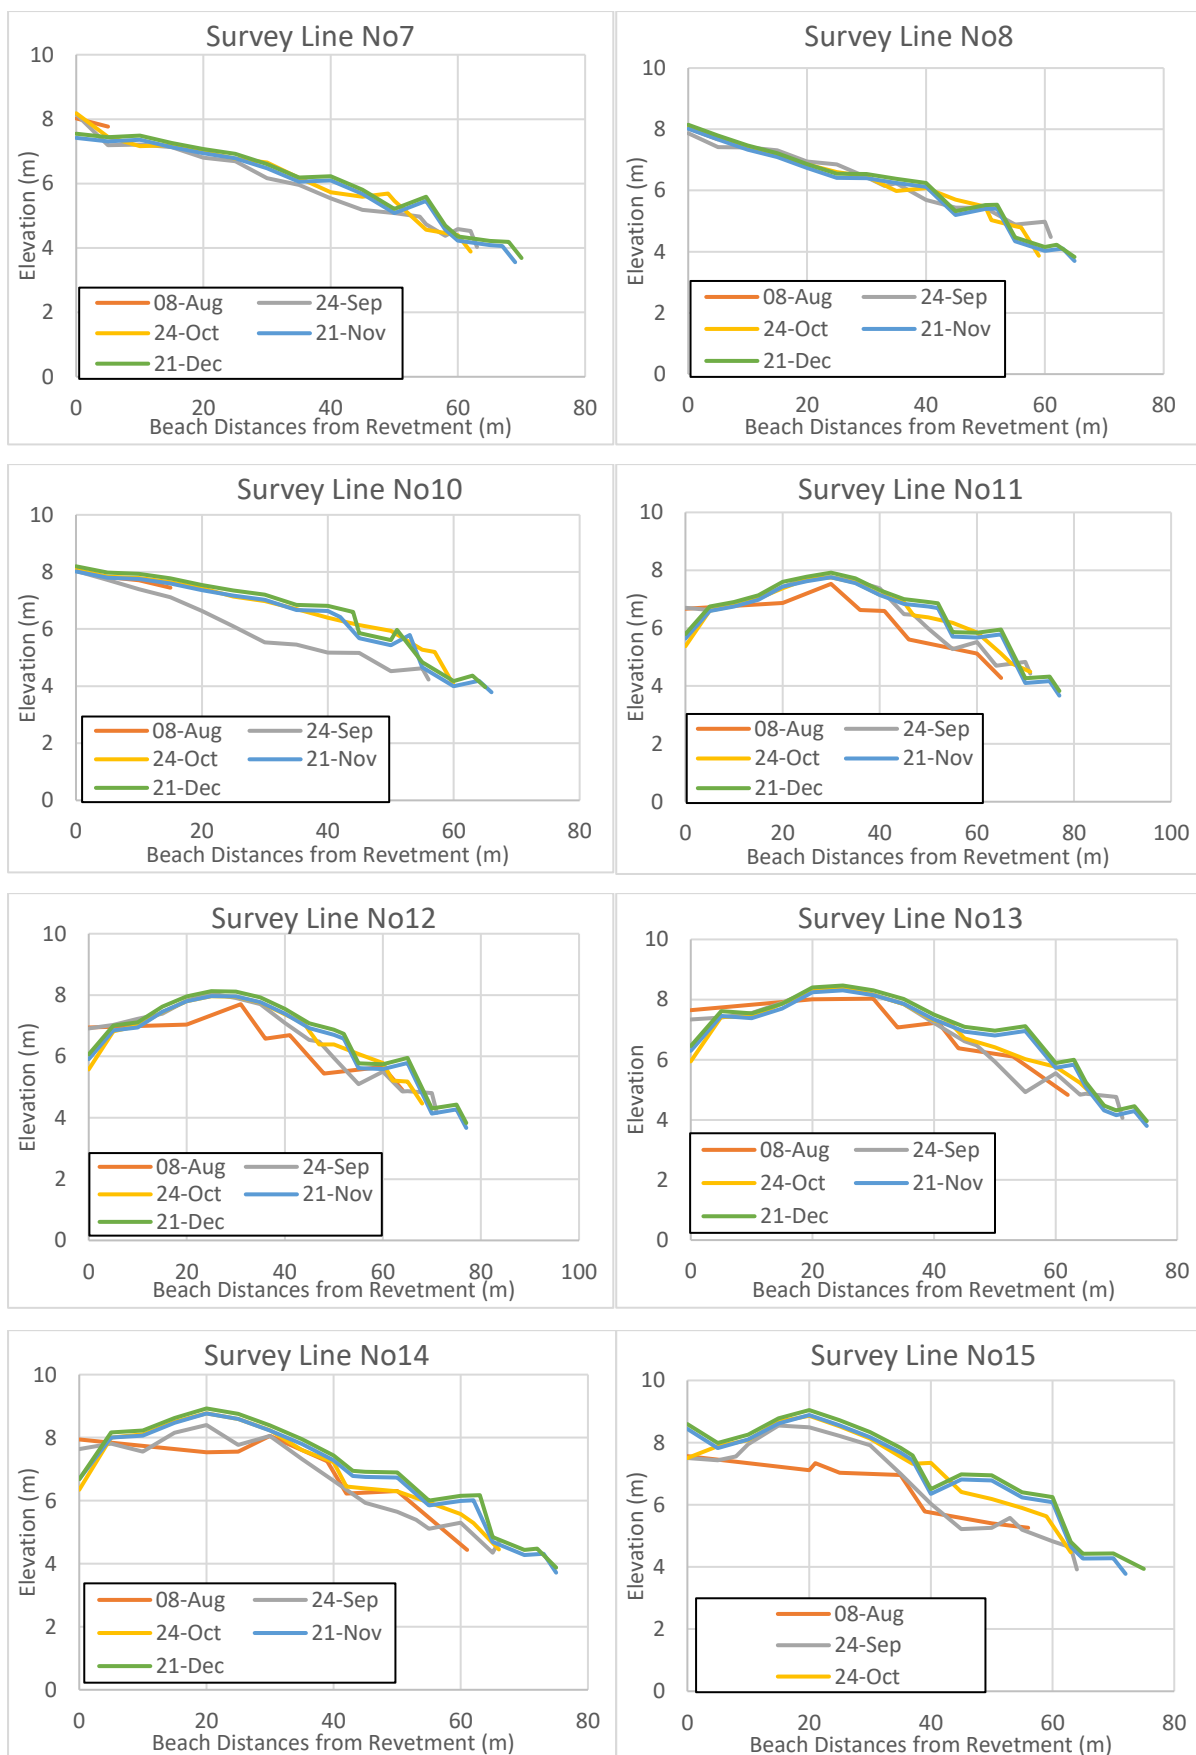 Survey Line No7
10
8
6
4
2
0
Elevation (m)
08-Aug 24-Sep
24-Oct 21-Nov
21-Dec
0 20 40 60 80
Beach Distances from Revetment (m)
Survey Line No8
10
8
6
4
2
0
Elevation (m)
08-Aug 24-Sep
24-Oct 21-Nov
21-Dec
0 20 40 60 80
Beach Distances from Revetment (m)
Survey Line No10
10
8
6
4
2
0
Elevation (m)
08-Aug 24-Sep
24-Oct 21-Nov
21-Dec
0 20 40 60 80
Beach Distances from Revetment (m)
Survey Line No11
10
8
6
4
2
0
Elevation (m)
08-Aug 24-Sep
24-Oct 21-Nov
21-Dec
0 20 40 60 80 100
Beach Distances from Revetment (m)
Survey Line No12
10
8
6
4
2
0
Elevation (m)
08-Aug 24-Sep
24-Oct 21-Nov
21-Dec
0 20 40 60 80 100
Beach Distances from Revetment (m)
Survey Line No13
10
8
6
4
2
0
Elevation
08-Aug 24-Sep
24-Oct 21-Nov
21-Dec
0 20 40 60 80
Beach Distances from Revetment (m)
Survey Line No14
10
8
6
4
2
0
Elevation (m)
08-Aug 24-Sep
24-Oct 21-Nov
21-Dec
0 20 40 60 80
Beach Distances from Revetment (m)
Survey Line No15
10
8
6
4
2
0
Elevation (m)
08-Aug
24-Sep
24-Oct
0 20 40 60 80
Beach Distances from Revetment (m)